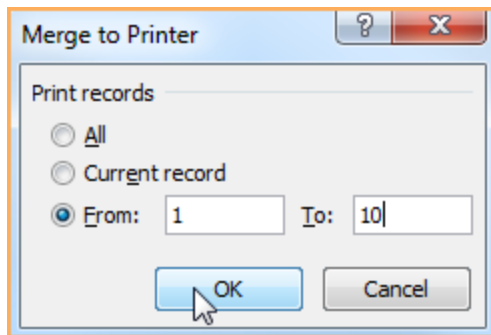 Merge to Printer
Print records
All
Current record
From: 1 To: 10
OK Cancel